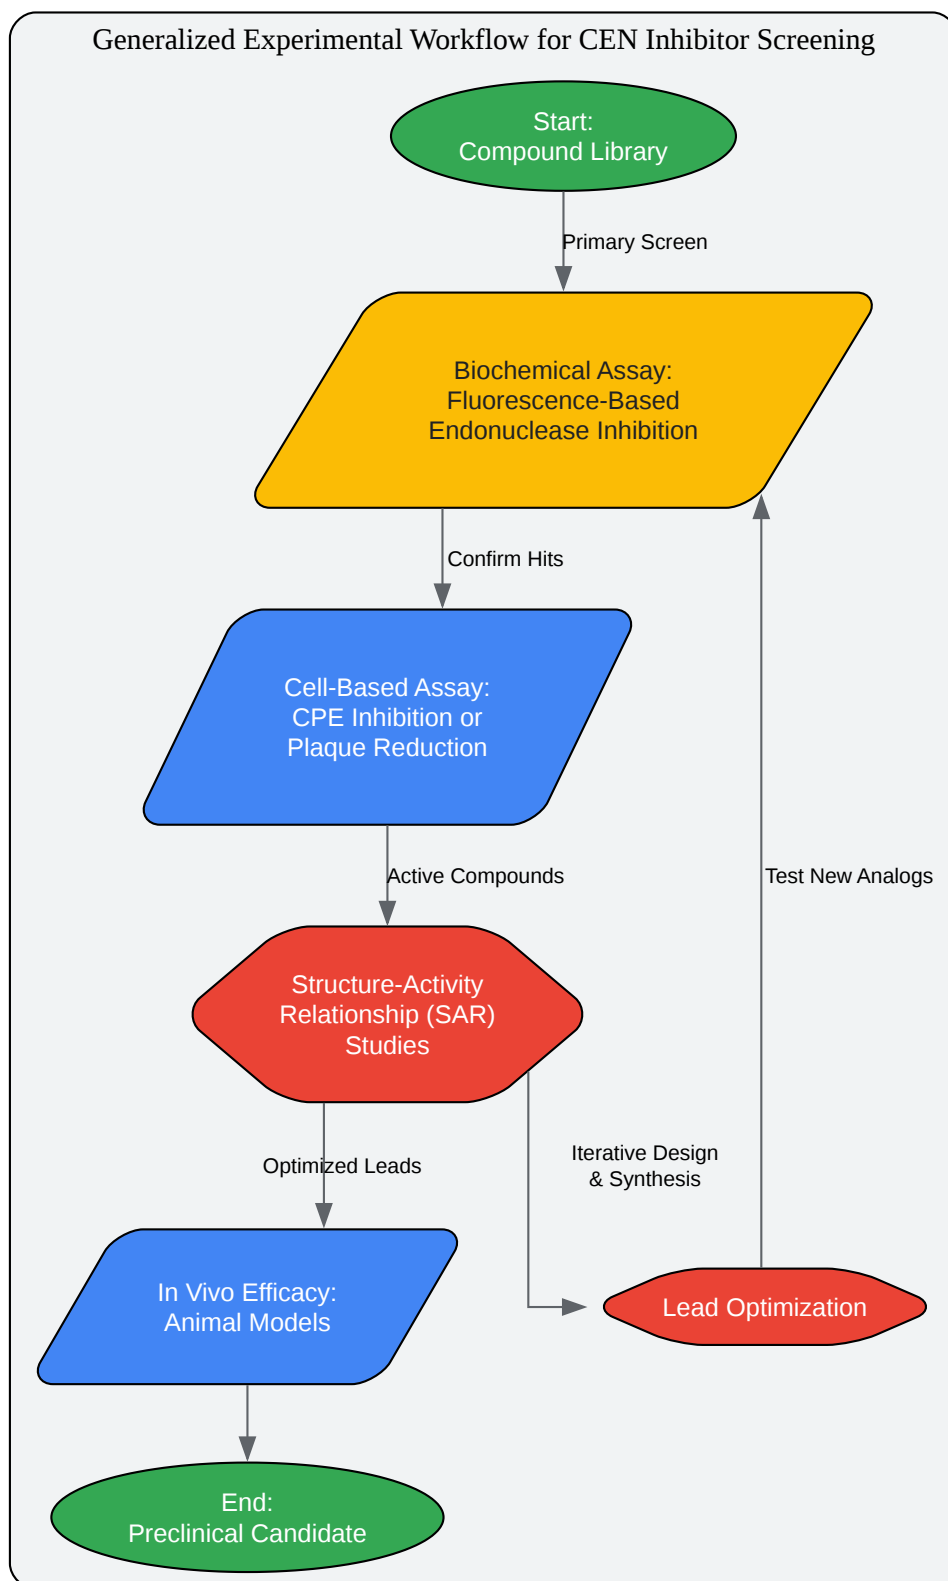 Generalized Experimental Workflow for CEN Inhibitor Screening
Start:
Compound Library
Primary Screen
Biochemical Assay:
Fluorescence-Based
Endonuclease Inhibition
Confirm Hits
Cell-Based Assay:
CPE Inhibition or
Plaque Reduction
Active Compounds
Test New Analogs
Structure-Activity
Relationship (SAR)
Studies
Optimized Leads
Iterative Design
& Synthesis
In Vivo Efficacy:
Animal Models
Lead Optimization
End:
Preclinical Candidate